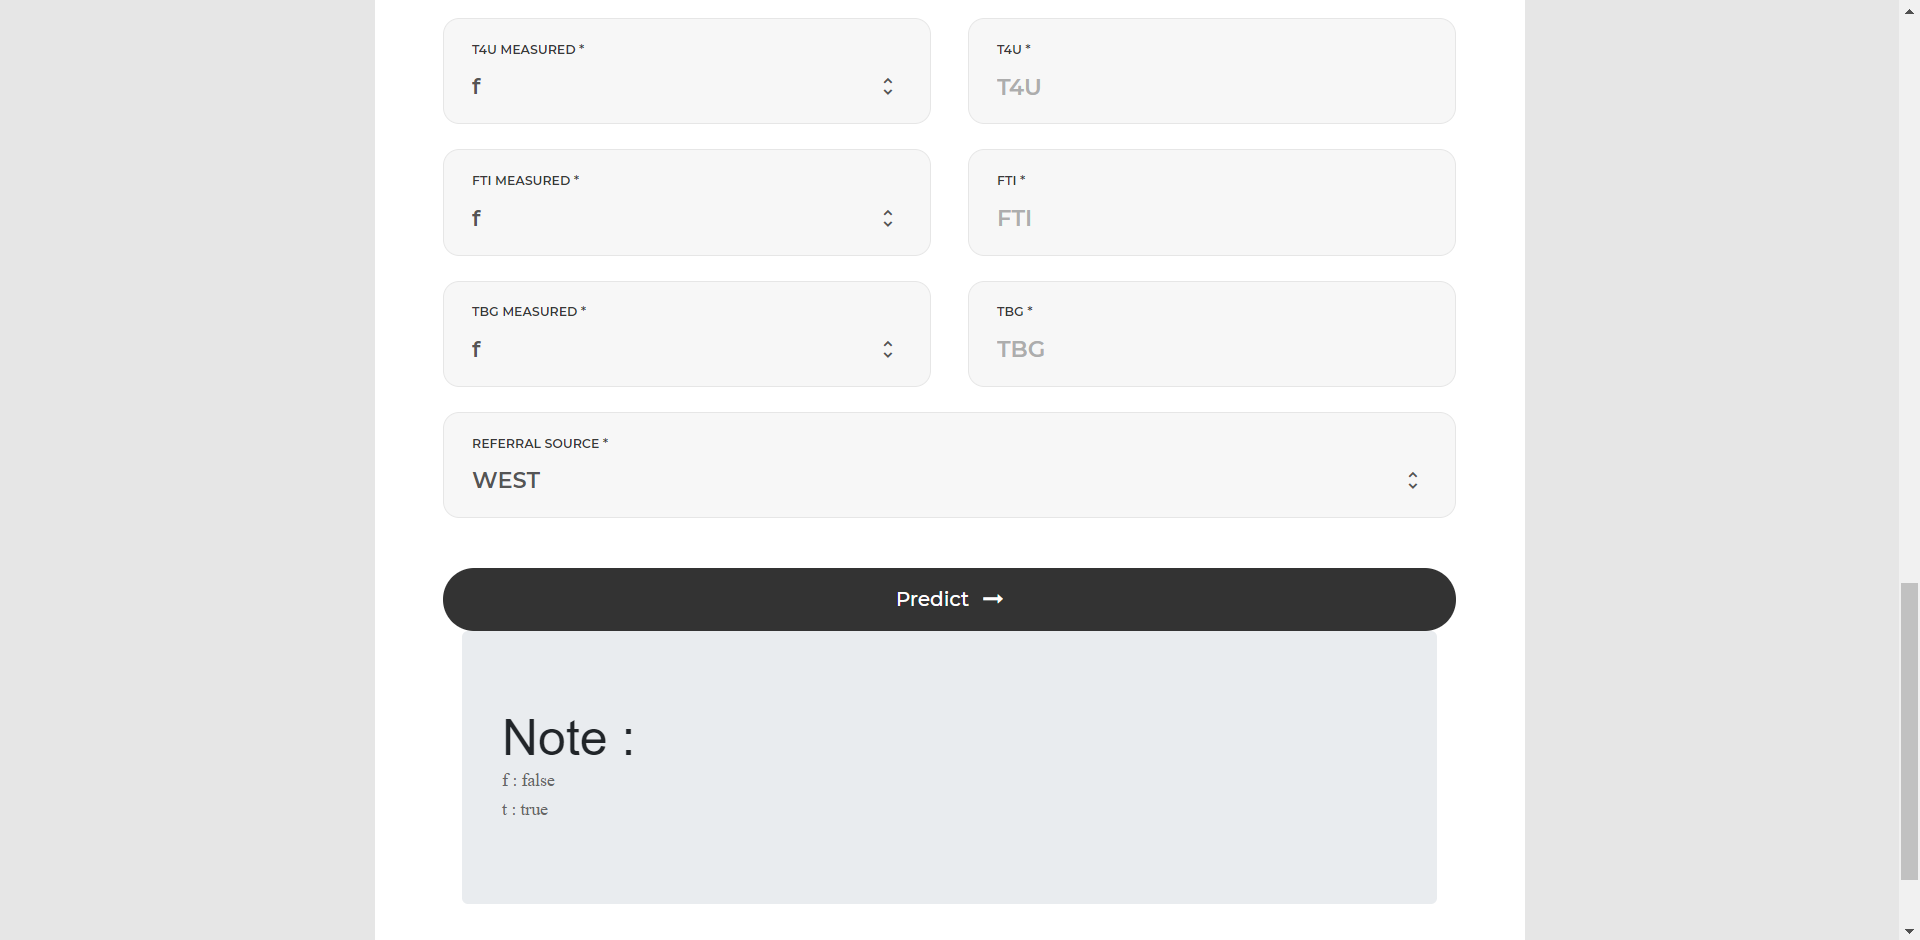 T4U MEASURED *
f
T4U *
T4U
FTI MEASURED *
f
FTI *
FTI
TBG MEASURED *
f
TBG *
TBG
REFERRAL SOURCE *
WEST
Predict
Note :
f : false
t : true